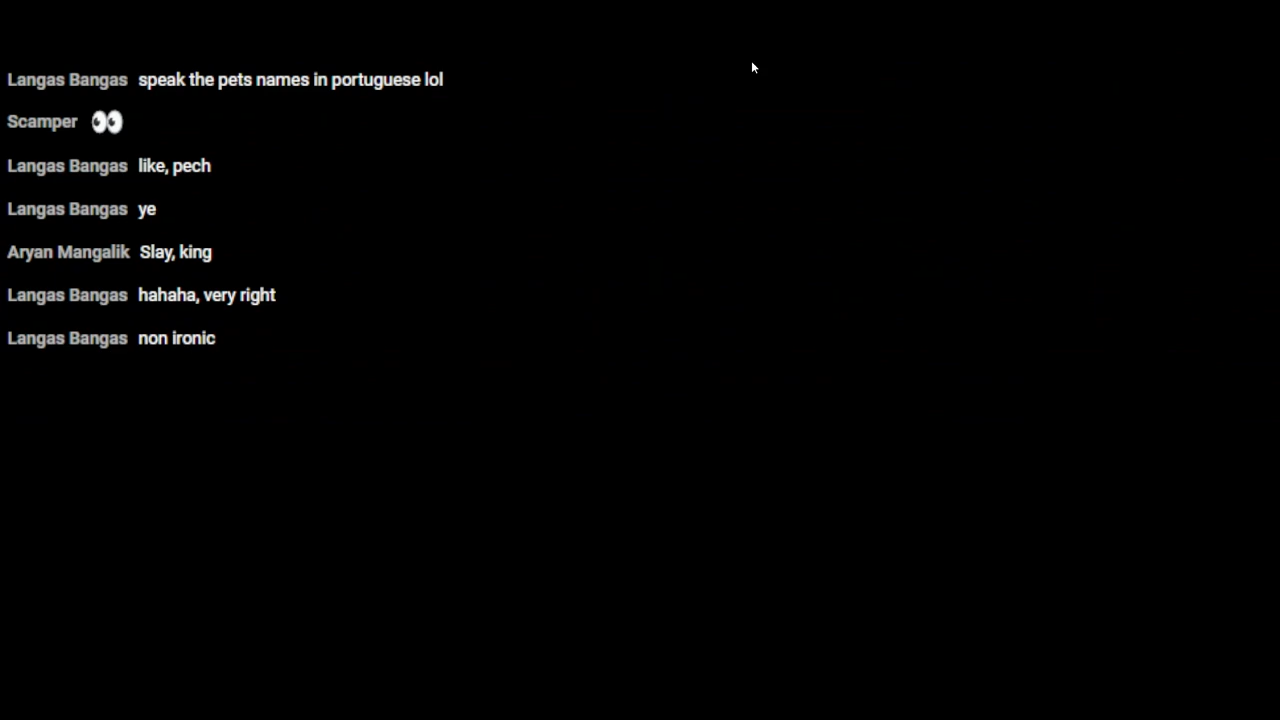 Langas Bangas speak the pets names in portuguese lol
Scamper 👀
Langas Bangas like, pech
Langas Bangas ye
Aryan Mangalik Slay, king
Langas Bangas hahaha, very right
Langas Bangas non ironic